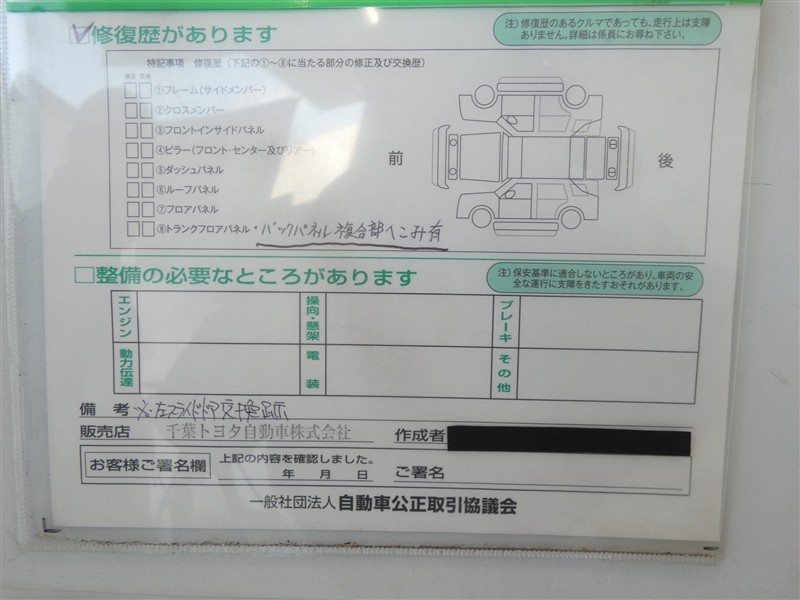 ☑修復歴があります
注）修復歴のあるクルマであっても、走行上は支障
ありません。詳細は係員にお尋ね下さい。
特記事項 修復歴（下記の①～⑧に当たる部分の修正及び交換歴）
修正 交換
①フレーム（サイドメンバー）
②クロスメンバー
③フロントインサイドパネル
④ピラー（フロント・センター及びリアー）
⑤ダッシュパネル
⑥ルーフパネル
⑦フロアパネル
⑧トランクフロアパネル・バックパネル複合部へこみ有
前
後
□整備の必要なところがあります
注）保安基準に適合しないところがあり、車両の安
全な運行に支障をきたすおそれがあります。
エンジン
操向・懸架
ブレーキ
動力伝達
電装
その他
備考 ※左スライドドア交換
販売店 千葉トヨタ自動車株式会社 作成者
お客様ご署名欄
上記の内容を確認しました。
年 月 日 ご署名
一般社団法人 自動車公正取引協議会